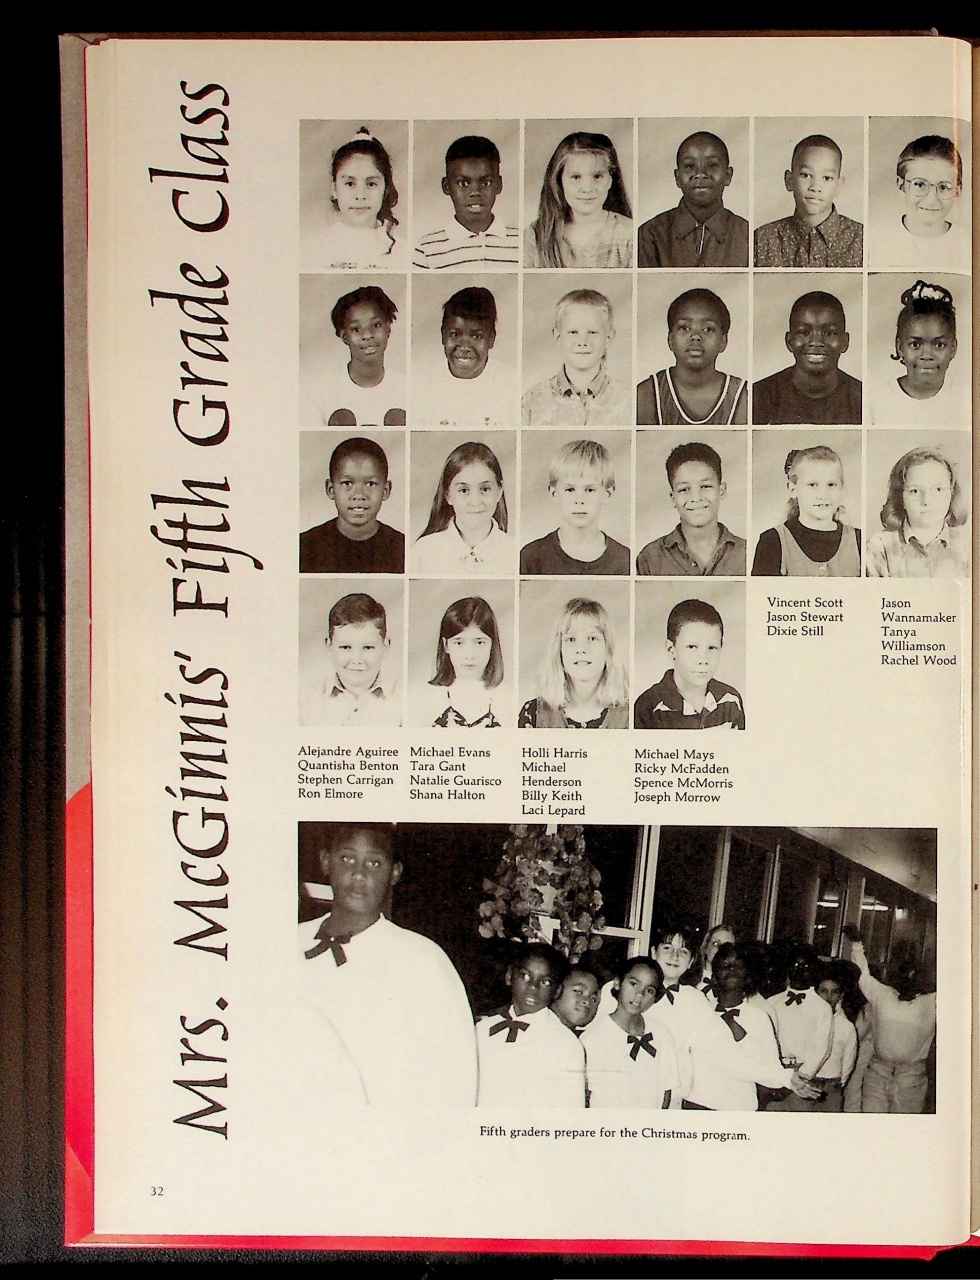 Mrs. McGinnis' Fifth Grade Class
Vincent Scott
Jason Stewart
Dixie Still
Jason
Wannamaker
Tanya
Williamson
Rachel Wood
Alejandre Aguiree
Quantisha Benton
Stephen Carrigan
Ron Elmore
Michael Evans
Tara Gant
Natalie Guarisco
Shana Halton
Holli Harris
Michael
Henderson
Billy Keith
Laci Lepard
Michael Mays
Ricky McFadden
Spence McMorris
Joseph Morrow
Fifth graders prepare for the Christmas program.
32